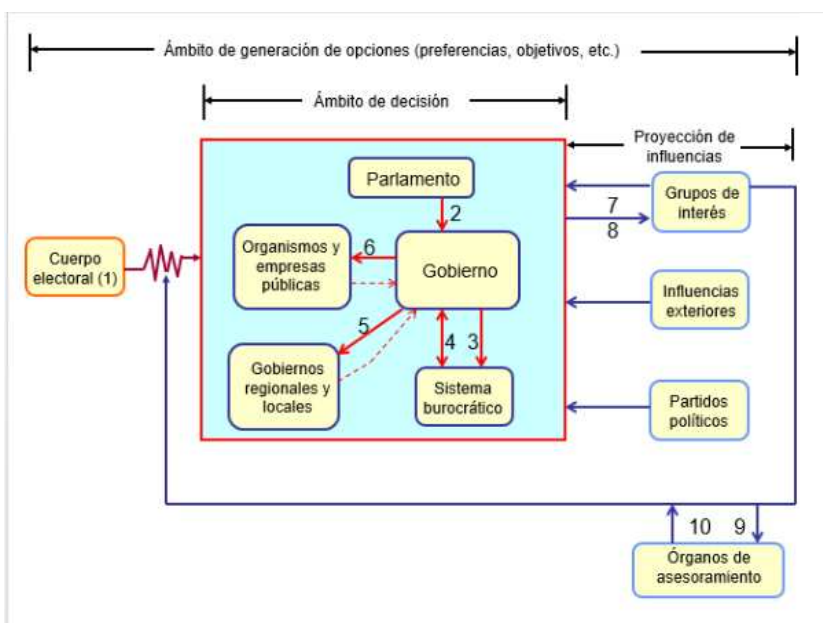 Ámbito de generación de opciones (preferencias, objetivos, etc.)
Ámbito de decisión
Proyección de
influencias
Parlamento
2
Grupos de
interés
7
8
Cuerpo
electoral (1)
Organismos y
empresas
públicas
6
Gobierno
Influencias
exteriores
5
4
3
Gobiernos
regionales y
locales
Sistema
burocrático
Partidos
políticos
10
9
Órganos de
asesoramiento